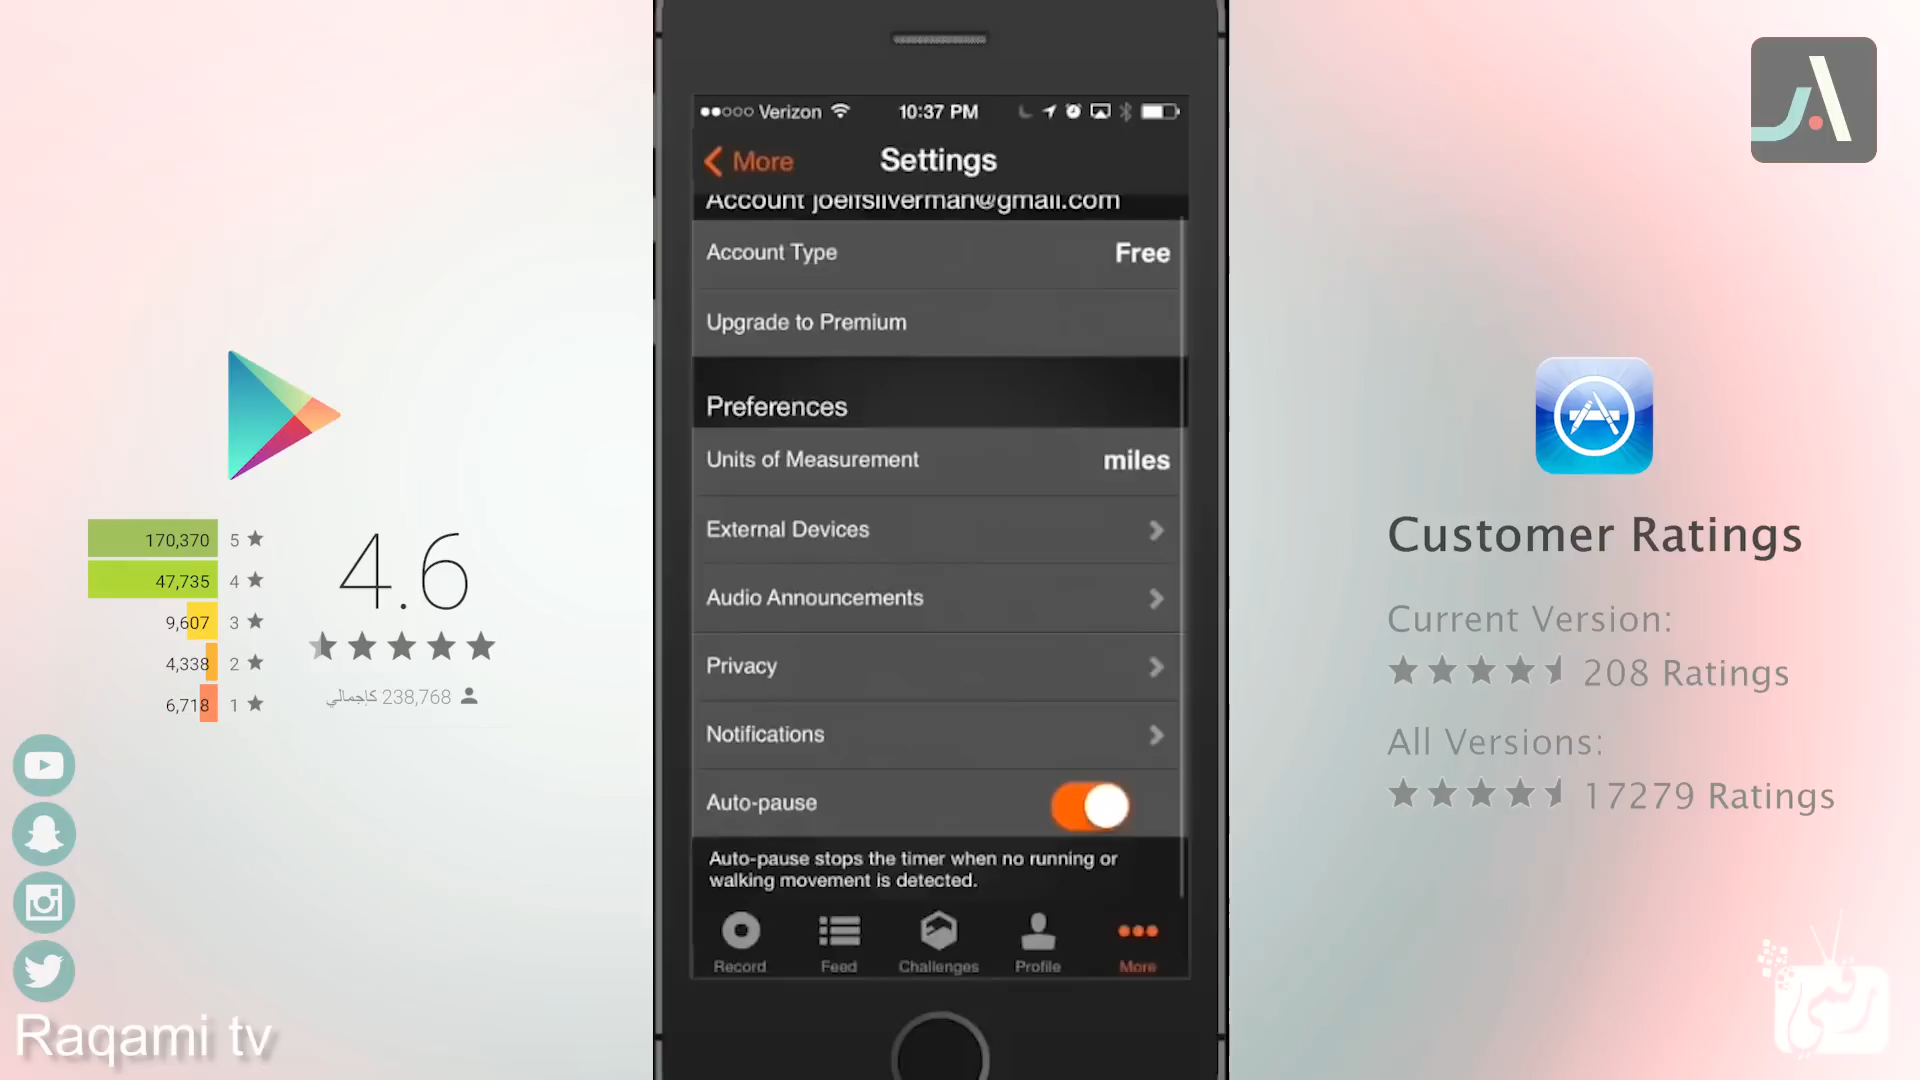 Verizon
10:37 PM
More
Settings
Account joelfsilverman@gmail.com
Account Type
Free
Upgrade to Premium
Preferences
Units of Measurement
miles
External Devices
Audio Announcements
Privacy
Notifications
Auto-pause
Auto-pause stops the timer when no running or
walking movement is detected.
Record
Feed
Challenges
Profile
More
170,370 5
47,735 4
9,607 3
4,338 2
6,718 1
4.6
238,768 كإجمالي
Customer Ratings
Current Version:
208 Ratings
All Versions:
17279 Ratings
Raqami tv
رقمي